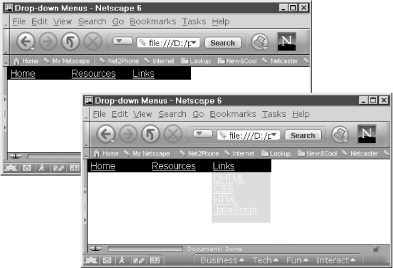 Drop-down Menus - Netscape 6
File Edit View Search Go Bookmarks Tasks Help
file:///D:/ Search N
Home My Netscape Net2Phone Internet Lookup New&Cool Netcaster
Home Resources Links
Drop-down Menus - Netscape 6
File Edit View Search Go Bookmarks Tasks Help
file:///D:/ Search N
Home My Netscape Net2Phone Internet Lookup New&Cool Netcaster
Home Resources Links
DHTML
CSS
HTML
JavaScript
Document: Done
Business Tech Fun Interact